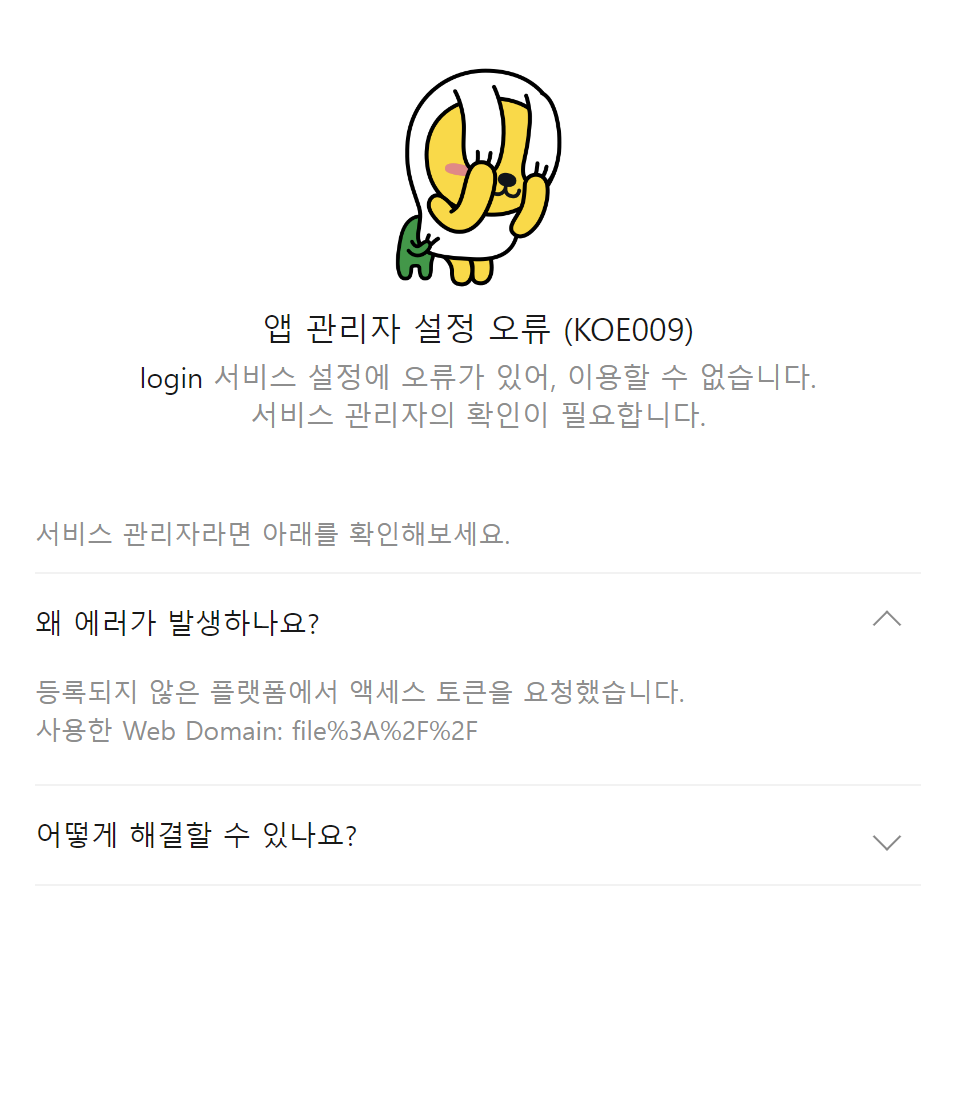 앱 관리자 설정 오류 (KOE009)
login 서비스 설정에 오류가 있어, 이용할 수 없습니다.
서비스 관리자의 확인이 필요합니다.
서비스 관리자라면 아래를 확인해보세요.
왜 에러가 발생하나요?
등록되지 않은 플랫폼에서 액세스 토큰을 요청했습니다.
사용한 Web Domain: file%3A%2F%2F
어떻게 해결할 수 있나요?